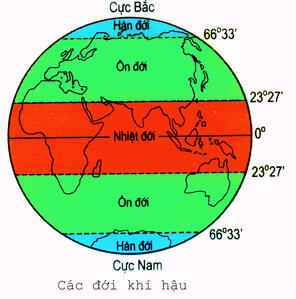 Cực Bắc
Hàn đới
66°33'
Ôn đới
23°27'
Nhiệt đới
0°
23°27'
Ôn đới
66°33'
Hàn đới
Cực Nam
Các đới khí hậu